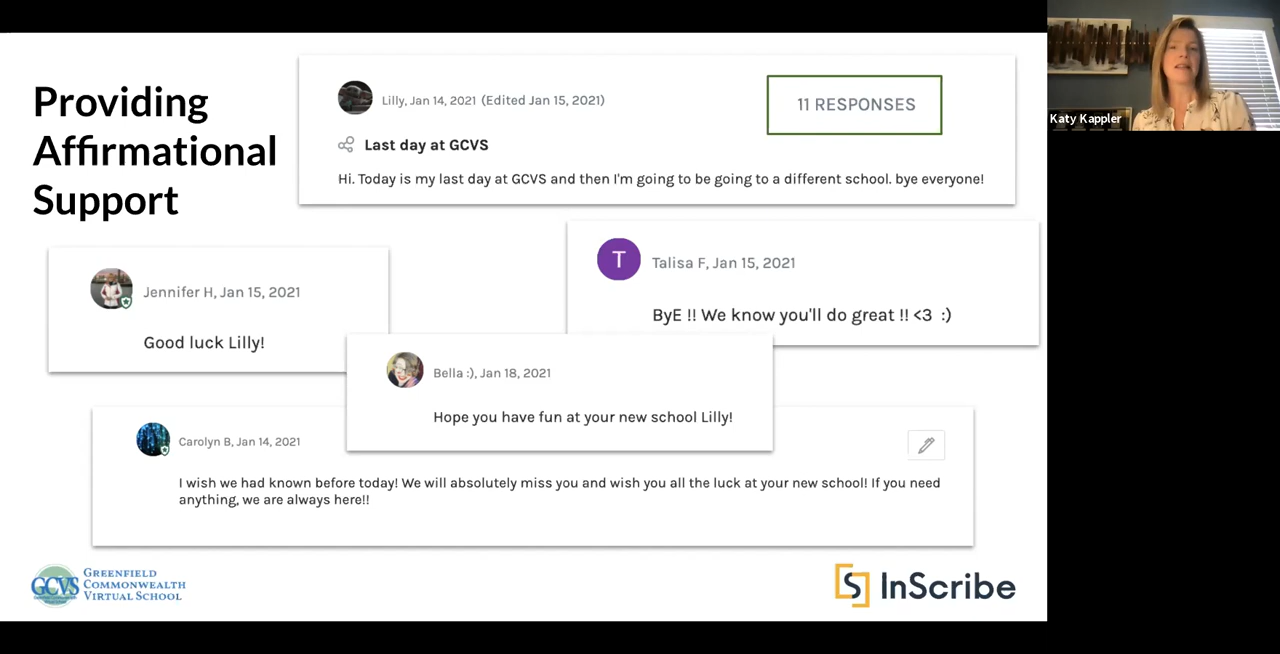 Providing
Affirmational
Support
Lilly, Jan 14, 2021 (Edited Jan 15, 2021)
11 RESPONSES
Last day at GCVS
Hi. Today is my last day at GCVS and then I'm going to be going to a different school. bye everyone!
Katy Kappler
Jennifer H, Jan 15, 2021
Good luck Lilly!
T
Talisa F, Jan 15, 2021
ByE !! We know you'll do great !! <3 :)
Bella :), Jan 18, 2021
Hope you have fun at your new school Lilly!
Carolyn B, Jan 14, 2021
I wish we had known before today! We will absolutely miss you and wish you all the luck at your new school! If you need
anything, we are always here!!
GCVS
GREENFIELD
COMMONWEALTH
VIRTUAL SCHOOL
InScribe